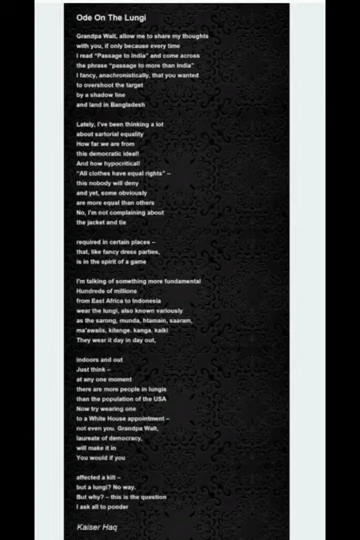 Ode On The Lungi
Grandpa Walt, allow me to share my thoughts
with you, if only because every time
I read "Passage to India" and come across
the phrase "passage to more than India"
I fancy, anachronistically, that you wanted
to overshoot the target
by a shadow line
and land in Bangladesh
Lately, I've been thinking a lot
about sartorial equality
How far we are from
this democratic ideal!
And how hypocritical!
"All clothes have equal rights" –
this nobody will deny
and yet, some obviously
are more equal than others
No, I'm not complaining about
the jacket and tie
required in certain places –
that, like fancy dress parties,
is in the spirit of a game
I'm talking of something more fundamental
Hundreds of millions
from East Africa to Indonesia
wear the lungi, also known variously
as the sarong, munda, htamain, saaram,
ma'awaiis, kitenge. kanga. kaiki
They wear it day in day out,
indoors and out
Just think –
at any one moment
there are more people in lungis
than the population of the USA
Now try wearing one
to a White House appointment –
not even you. Grandpa Walt,
laureate of democracy,
will make it in
You would if you
affected a kilt –
but a lungi? No way.
But why? – this is the question
I ask all to ponder
Kaiser Haq